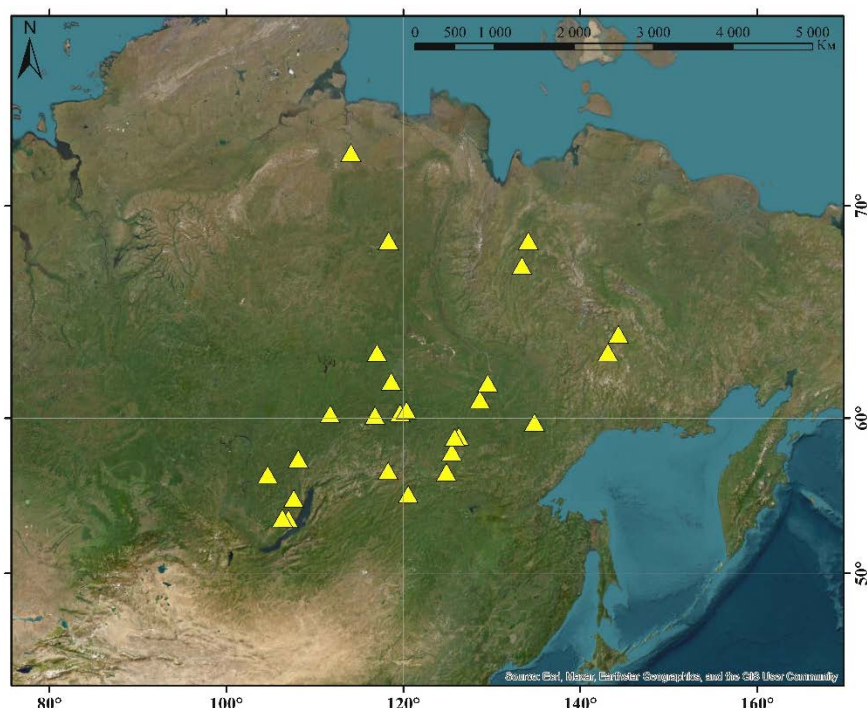 N
0 500 1 000 2 000 3 000 4 000 5 000
Км
70°
60°
50°
Source: Esri, Maxar, Earthstar Geographics, and the GIS User Community
80° 100° 120° 140° 160°